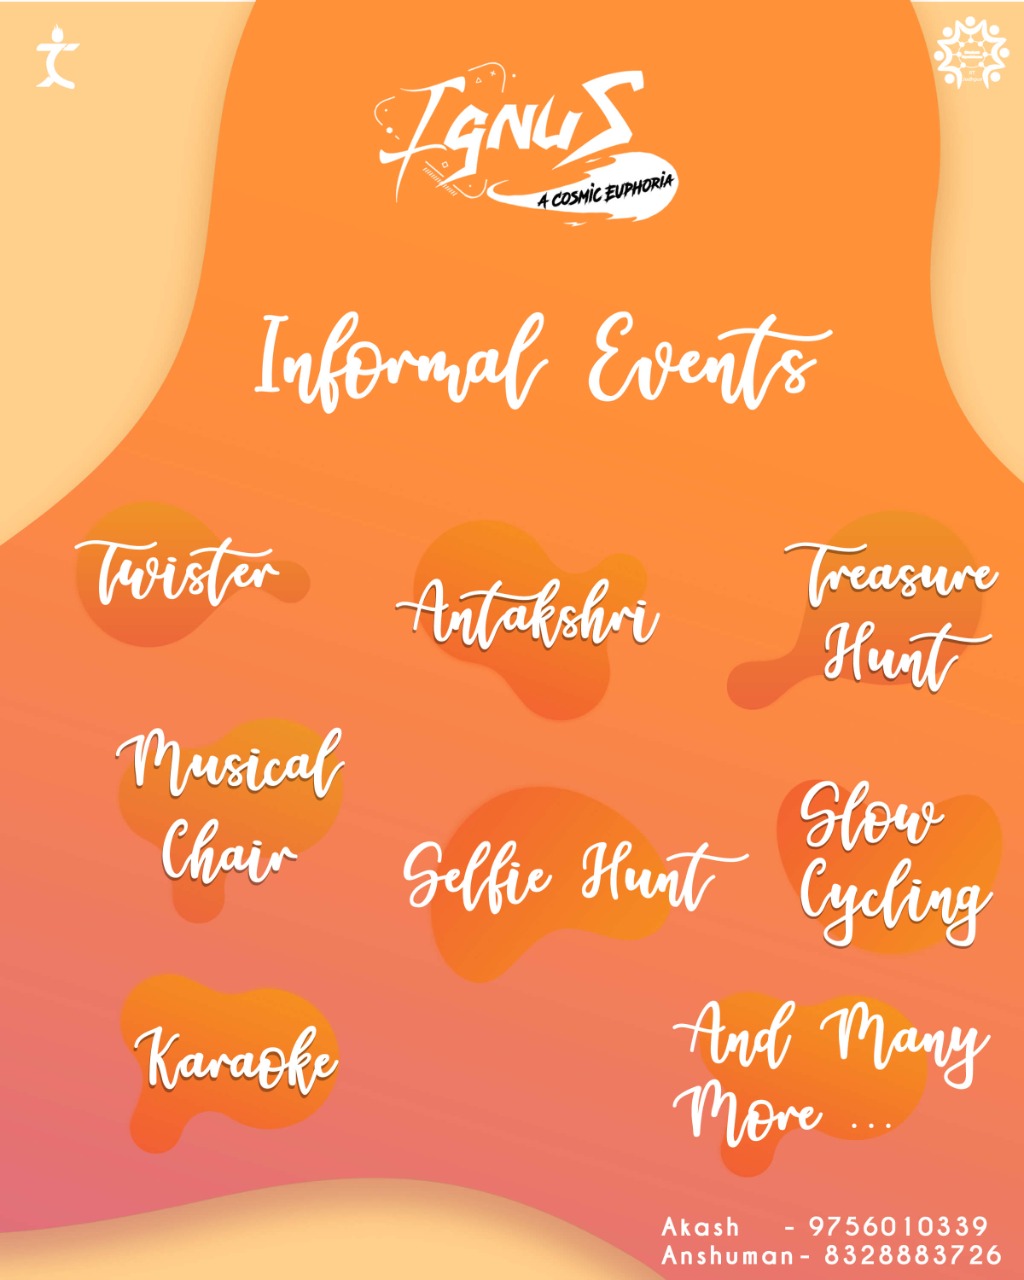 Ignus
A COSMIC EUPHORIA
Informal Events
Twister
Antakshri
Treasure
Hunt
Musical
Chair
Selfie Hunt
Slow
Cycling
Karaoke
And Many
More ...
Akash - 9756010339
Anshuman - 8328883726